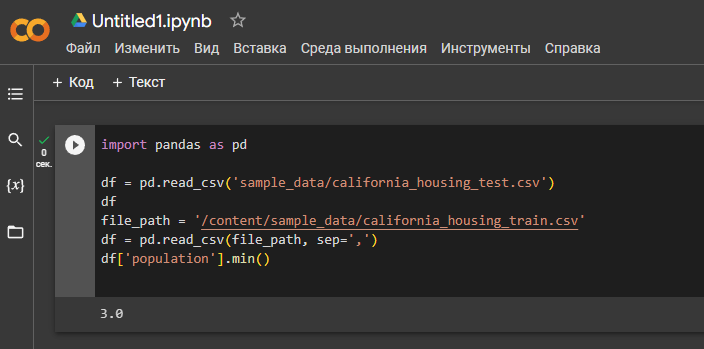 Untitled1.ipynb
Файл Изменить Вид Вставка Среда выполнения Инструменты Справка
+ Код + Текст
0
сек.
{x}
import pandas as pd
df = pd.read_csv('sample_data/california_housing_test.csv')
df
file_path = '/content/sample_data/california_housing_train.csv'
df = pd.read_csv(file_path, sep=',')
df['population'].min()
3.0